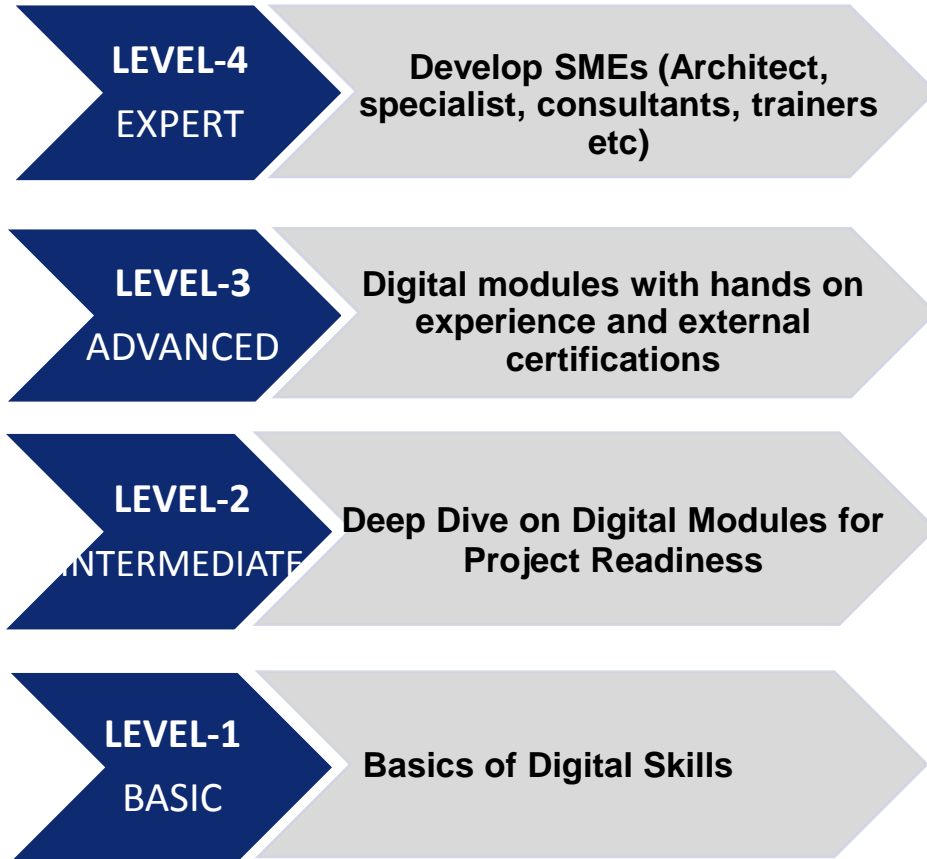 LEVEL-4
EXPERT
Develop SMEs (Architect,
specialist, consultants, trainers
etc)
LEVEL-3
ADVANCED
Digital modules with hands on
experience and external
certifications
LEVEL-2
INTERMEDIATE
Deep Dive on Digital Modules for
Project Readiness
LEVEL-1
BASIC
Basics of Digital Skills